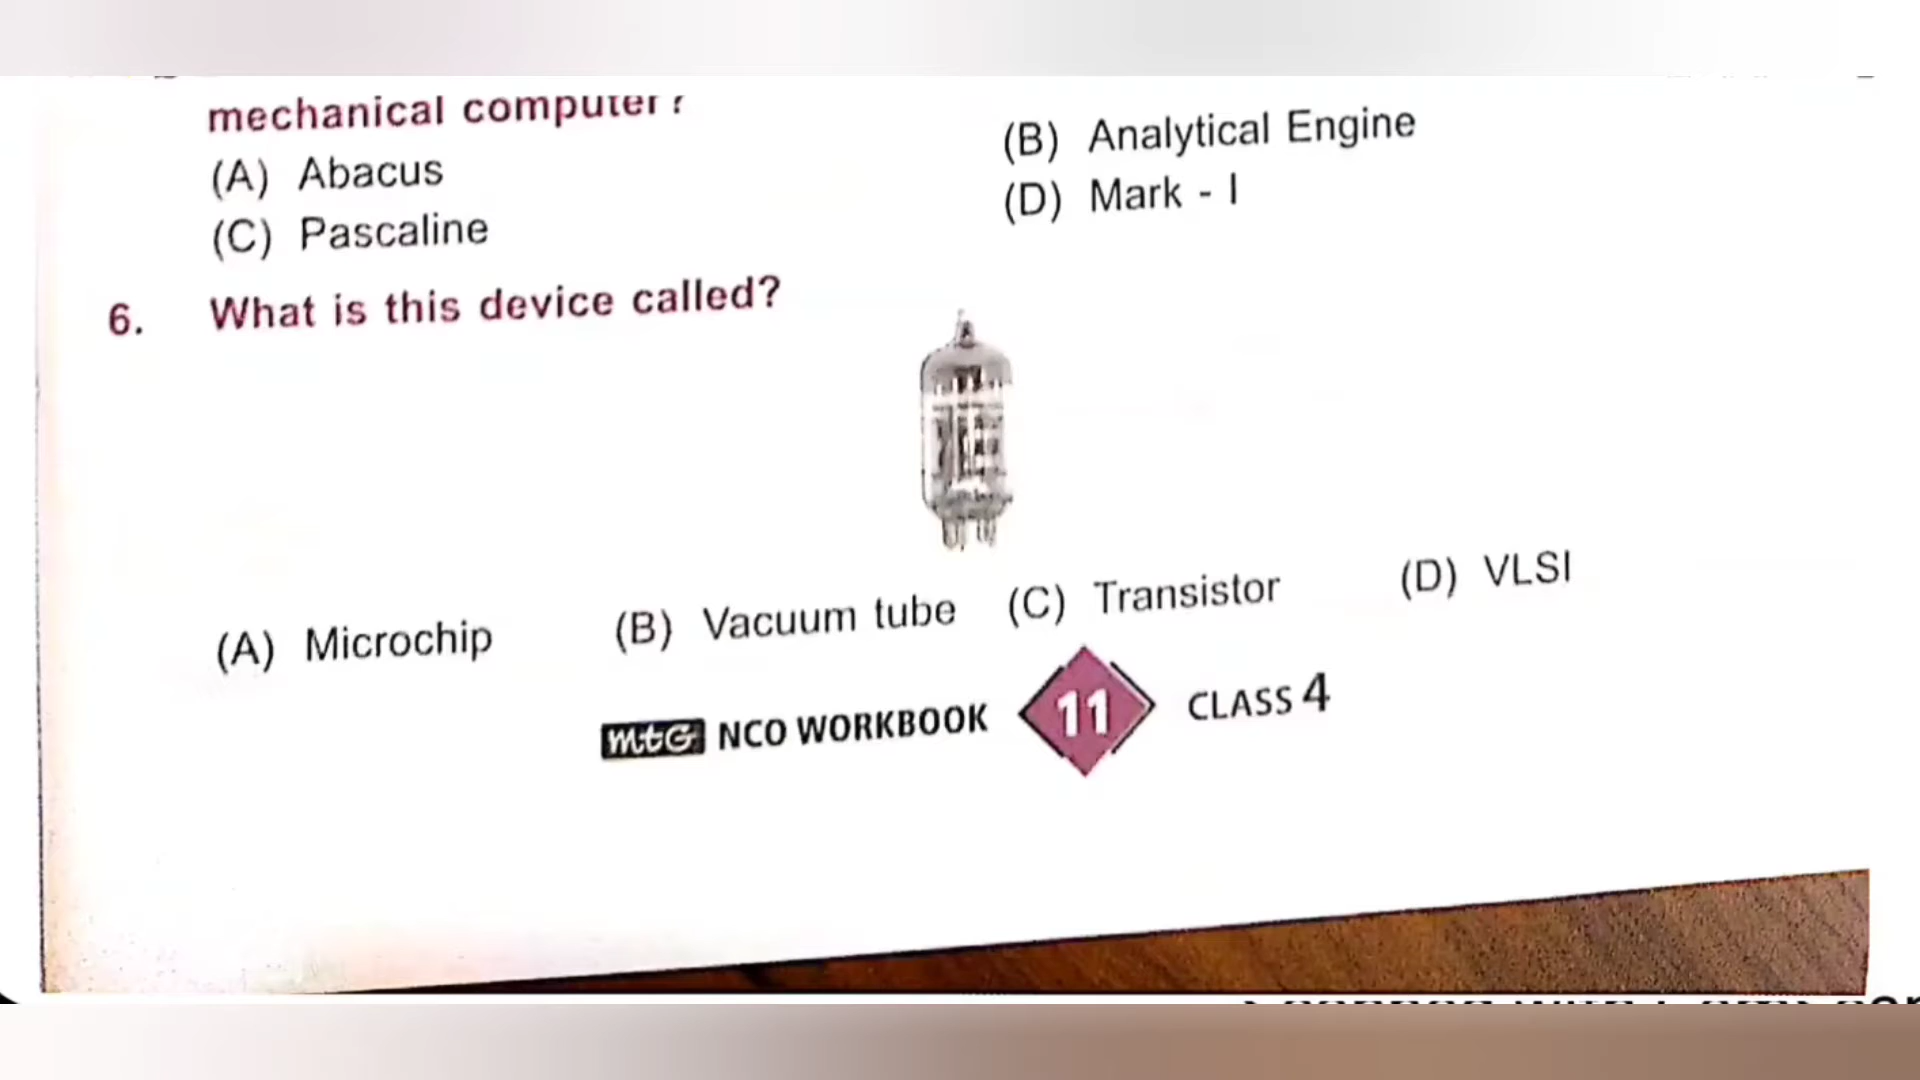 mechanical computer?
(A) Abacus
(B) Analytical Engine
(C) Pascaline
(D) Mark - I
6. What is this device called?
(A) Microchip (B) Vacuum tube (C) Transistor (D) VLSI
mtG NCO WORKBOOK 11 CLASS 4